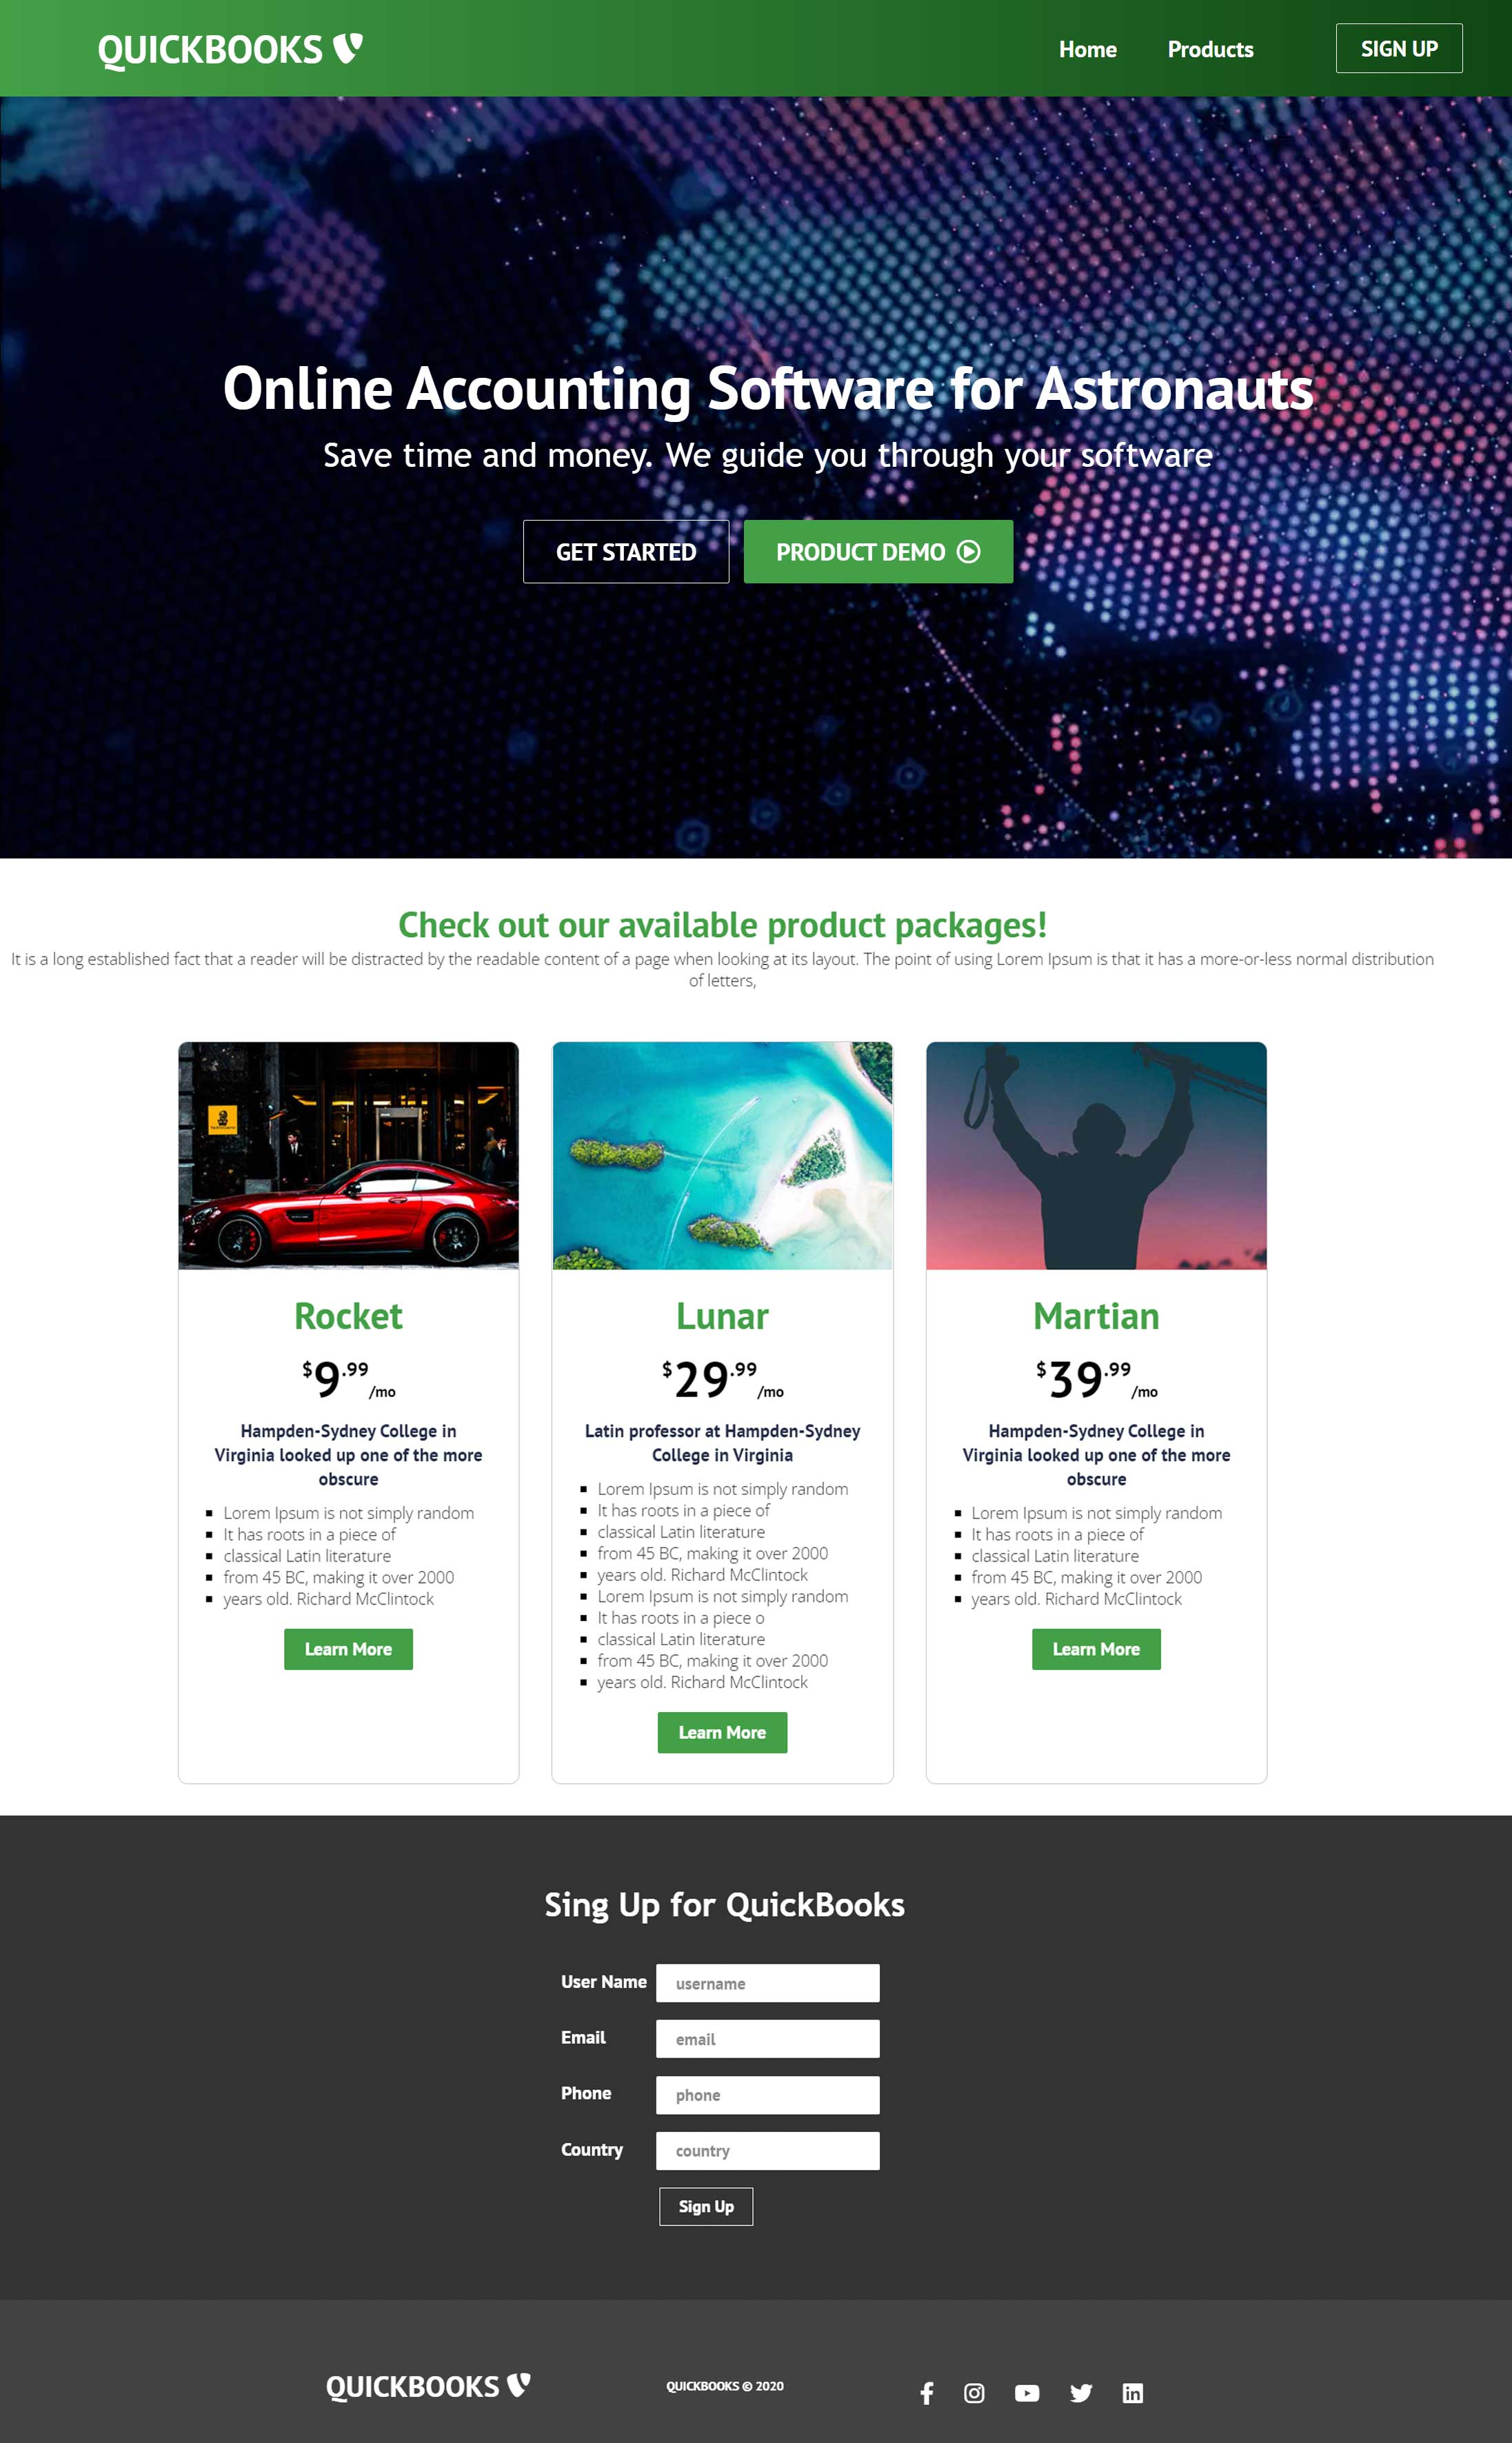 QUICKBOOKS
Home
Products
SIGN UP
Online Accounting Software for Astronauts
Save time and money. We guide you through your software
GET STARTED
PRODUCT DEMO
Check out our available product packages!
It is a long established fact that a reader will be distracted by the readable content of a page when looking at its layout. The point of using Lorem Ipsum is that it has a more-or-less normal distribution
of letters,
Rocket
$9.99/mo
Hampden-Sydney College in
Virginia looked up one of the more
obscure
Lorem Ipsum is not simply random
It has roots in a piece of
classical Latin literature
from 45 BC, making it over 2000
years old. Richard McClintock
Learn More
Lunar
$29.99/mo
Latin professor at Hampden-Sydney
College in Virginia
Lorem Ipsum is not simply random
It has roots in a piece of
classical Latin literature
from 45 BC, making it over 2000
years old. Richard McClintock
Lorem Ipsum is not simply random
It has roots in a piece o
classical Latin literature
from 45 BC, making it over 2000
years old. Richard McClintock
Learn More
Martian
$39.99/mo
Hampden-Sydney College in
Virginia looked up one of the more
obscure
Lorem Ipsum is not simply random
It has roots in a piece of
classical Latin literature
from 45 BC, making it over 2000
years old. Richard McClintock
Learn More
Sing Up for QuickBooks
User Name
username
Email
email
Phone
phone
Country
country
Sign Up
QUICKBOOKS
QUICKBOOKS © 2020